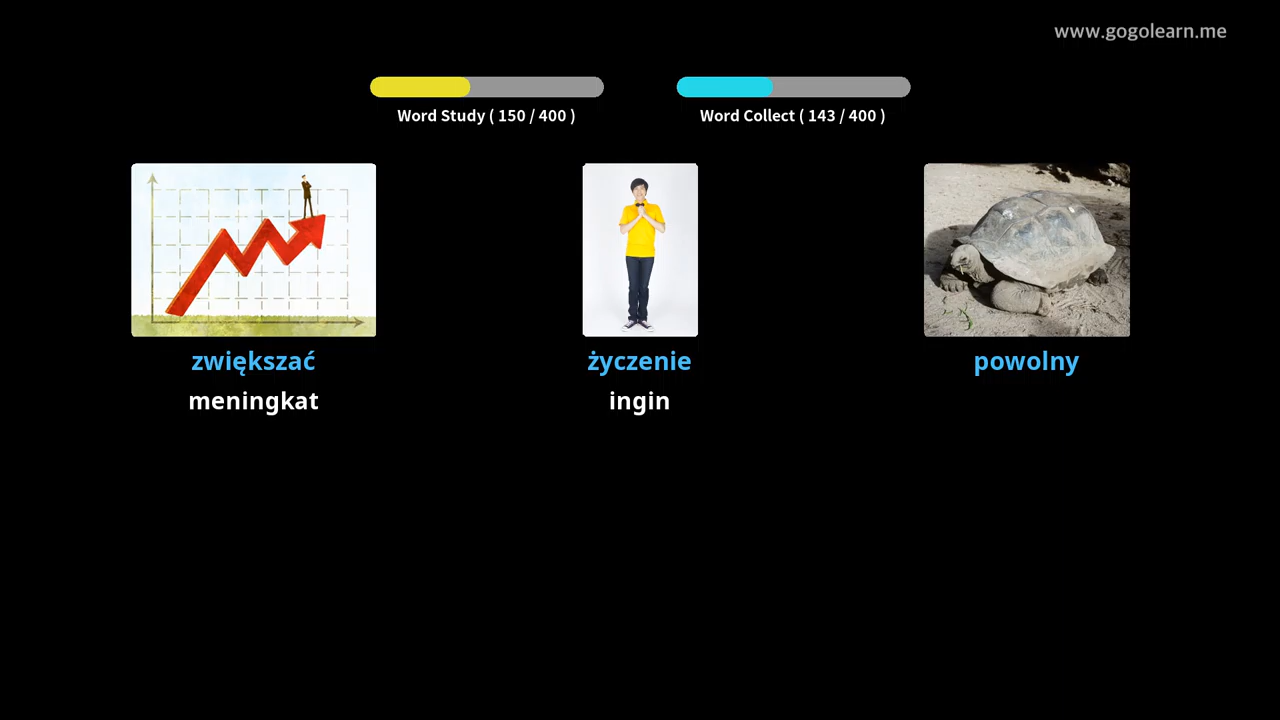 www.gogolearn.me
Word Study ( 150 / 400 )
Word Collect ( 143 / 400 )
zwiększać
życzenie
powolny
meningkat
ingin